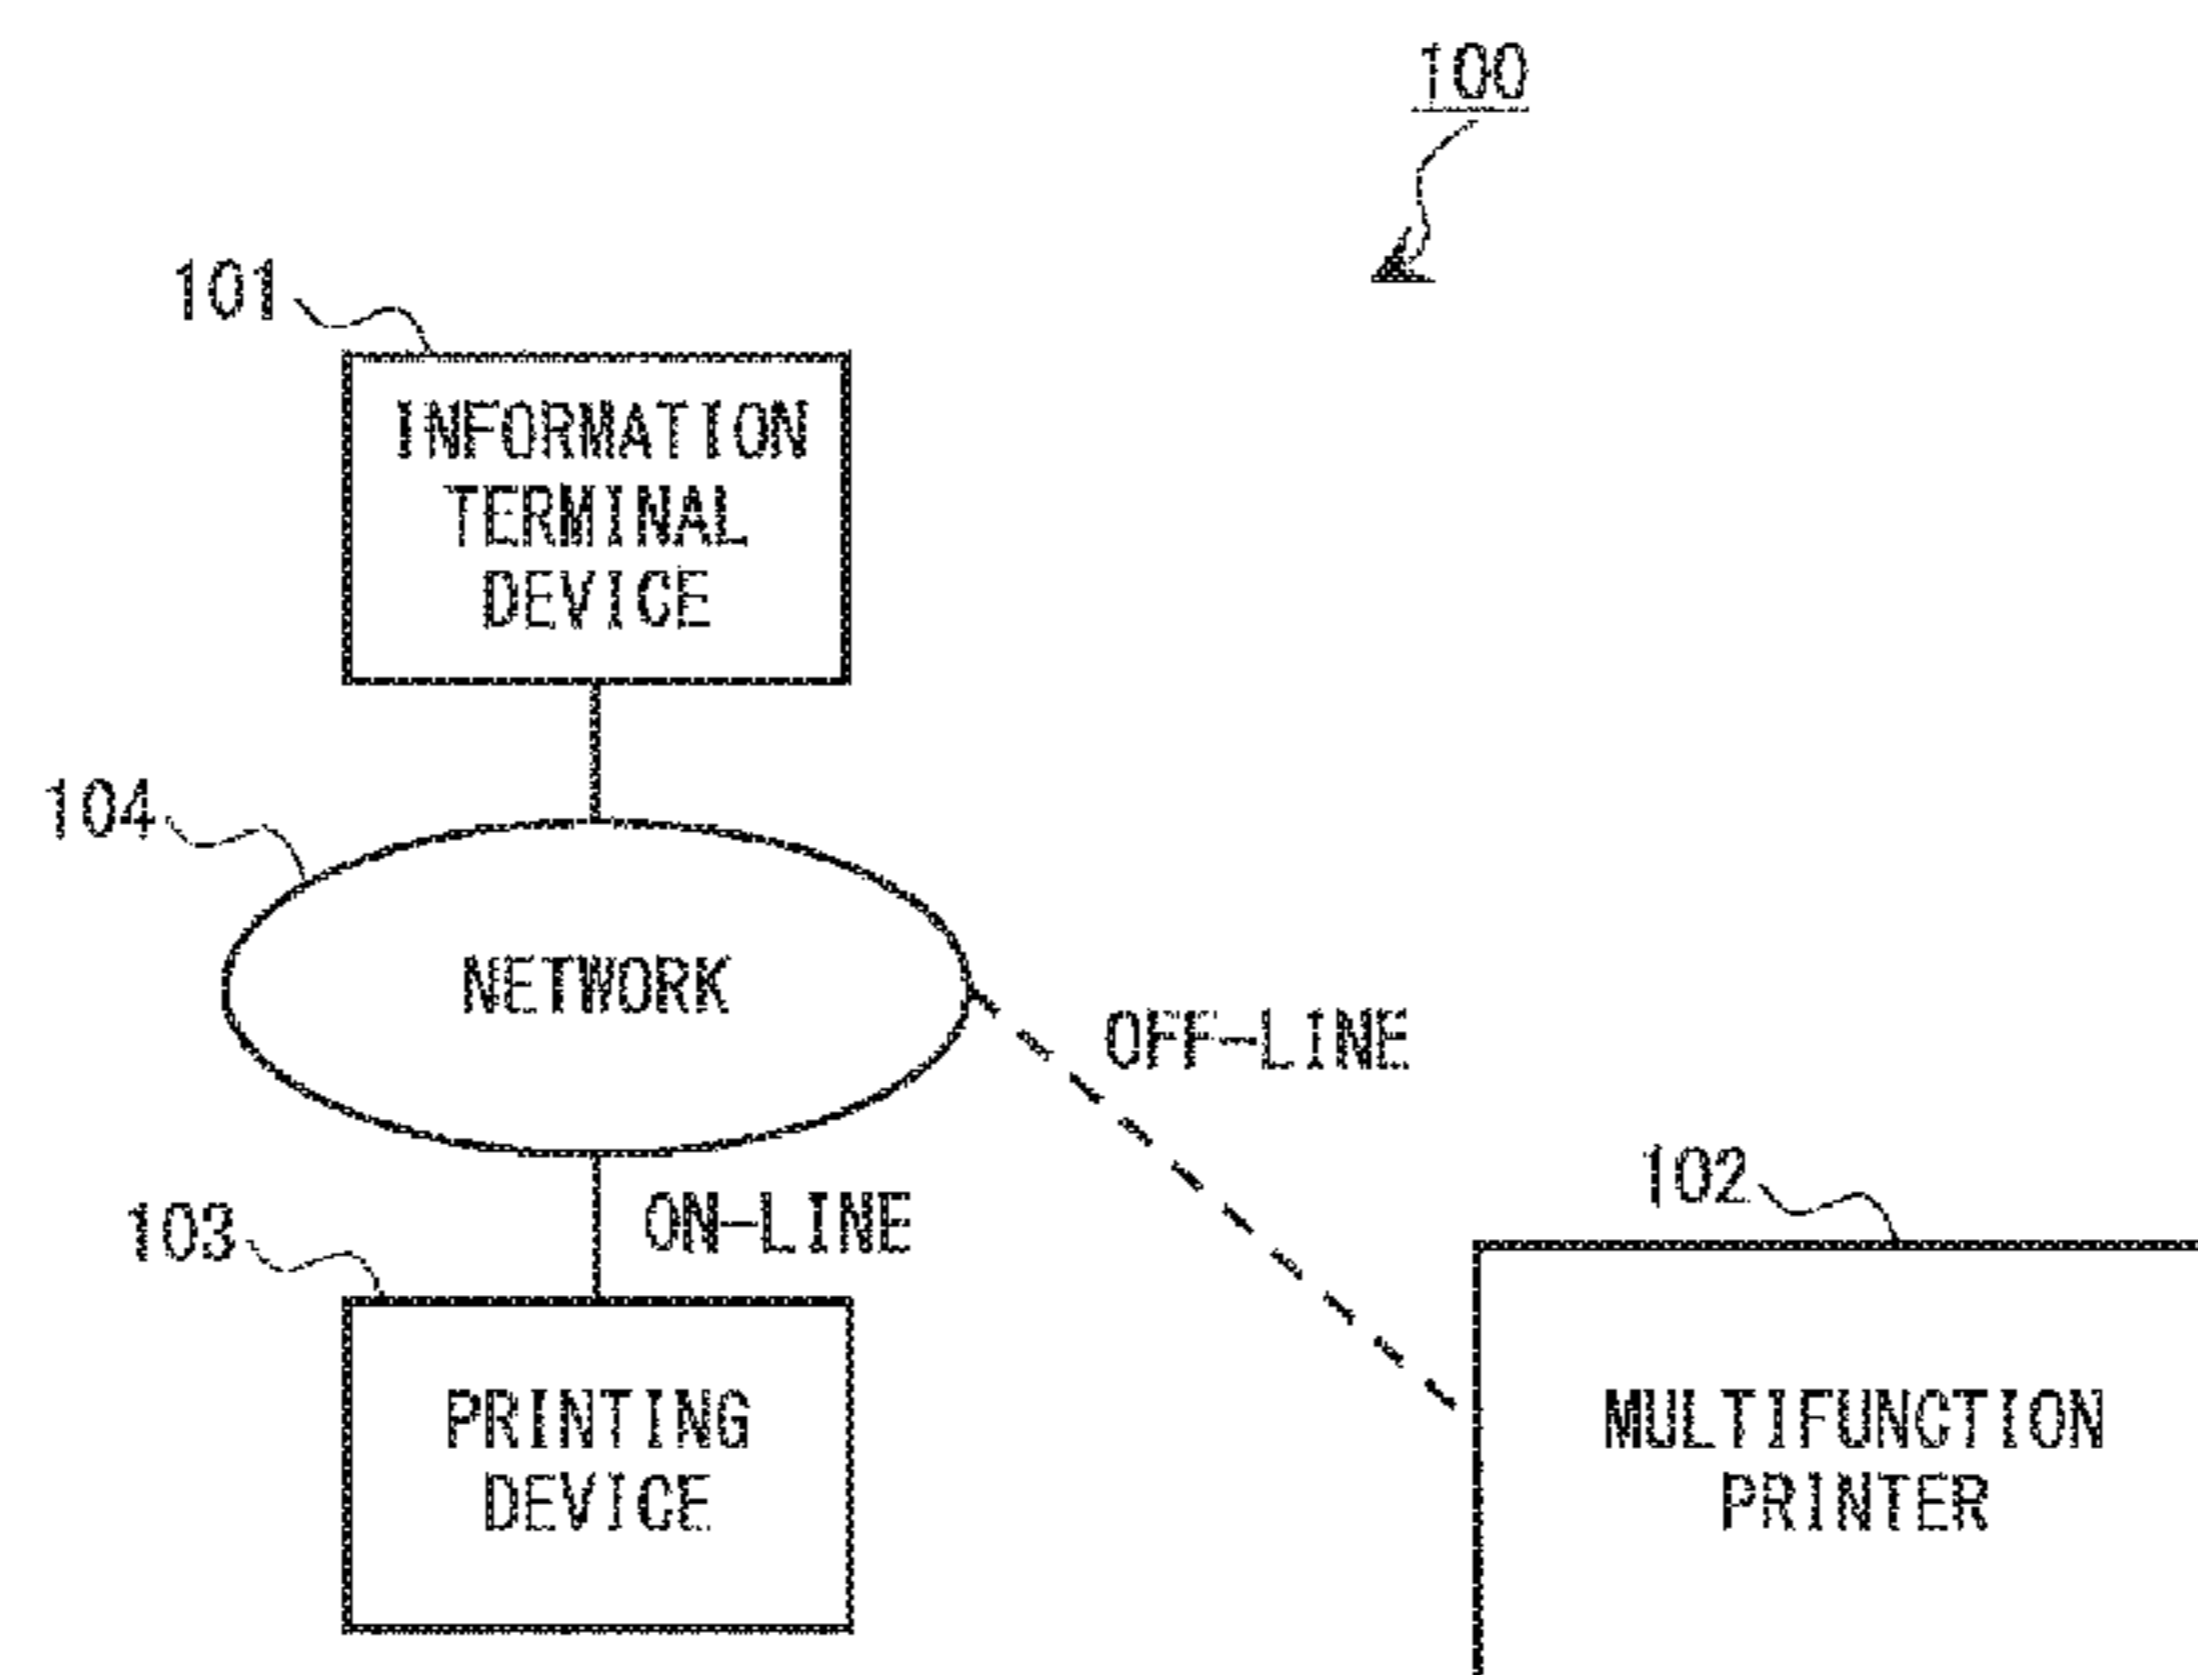 100
101
INFORMATION
TERMINAL
DEVICE
104
NETWORK
OFF-LINE
102
103
ON-LINE
PRINTING
DEVICE
MULTIFUNCTION
PRINTER